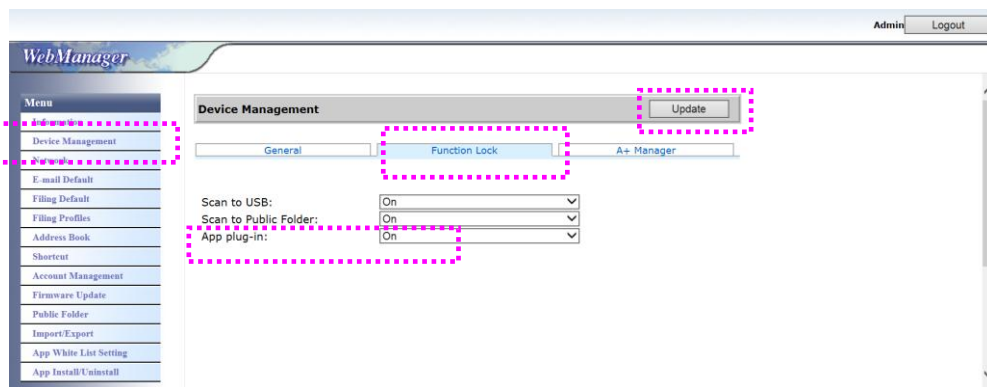 Admin Logout
WebManager
Menu
Information
Device Management
Network
E-mail Default
Filing Default
Filing Profiles
Address Book
Shortcut
Account Management
Firmware Update
Public Folder
Import/Export
App White List Setting
App Install/Uninstall
Device Management Update
General Function Lock A+ Manager
Scan to USB: On
Scan to Public Folder: On
App plug-in: On